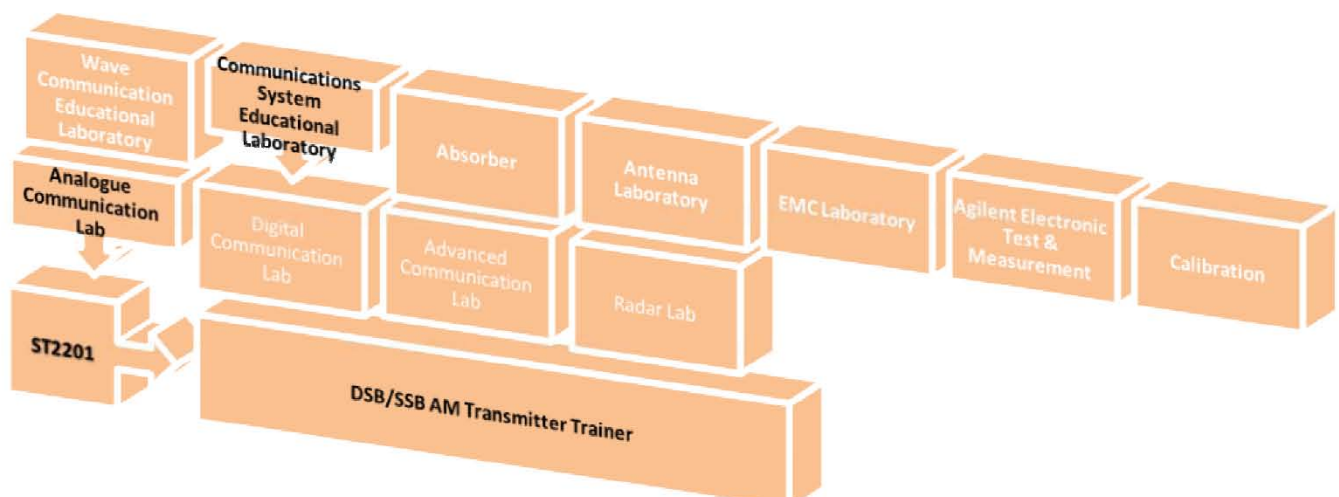 Wave
Communication
Educational
Laboratory
Communications
System
Educational
Laboratory
Absorber
Antenna
Laboratory
EMC Laboratory
Agilent Electronic
Test &
Measurement
Calibration
Analogue
Communication
Lab
Digital
Communication
Lab
Advanced
Communication
Lab
Radar Lab
ST2201
DSB/SSB AM Transmitter Trainer